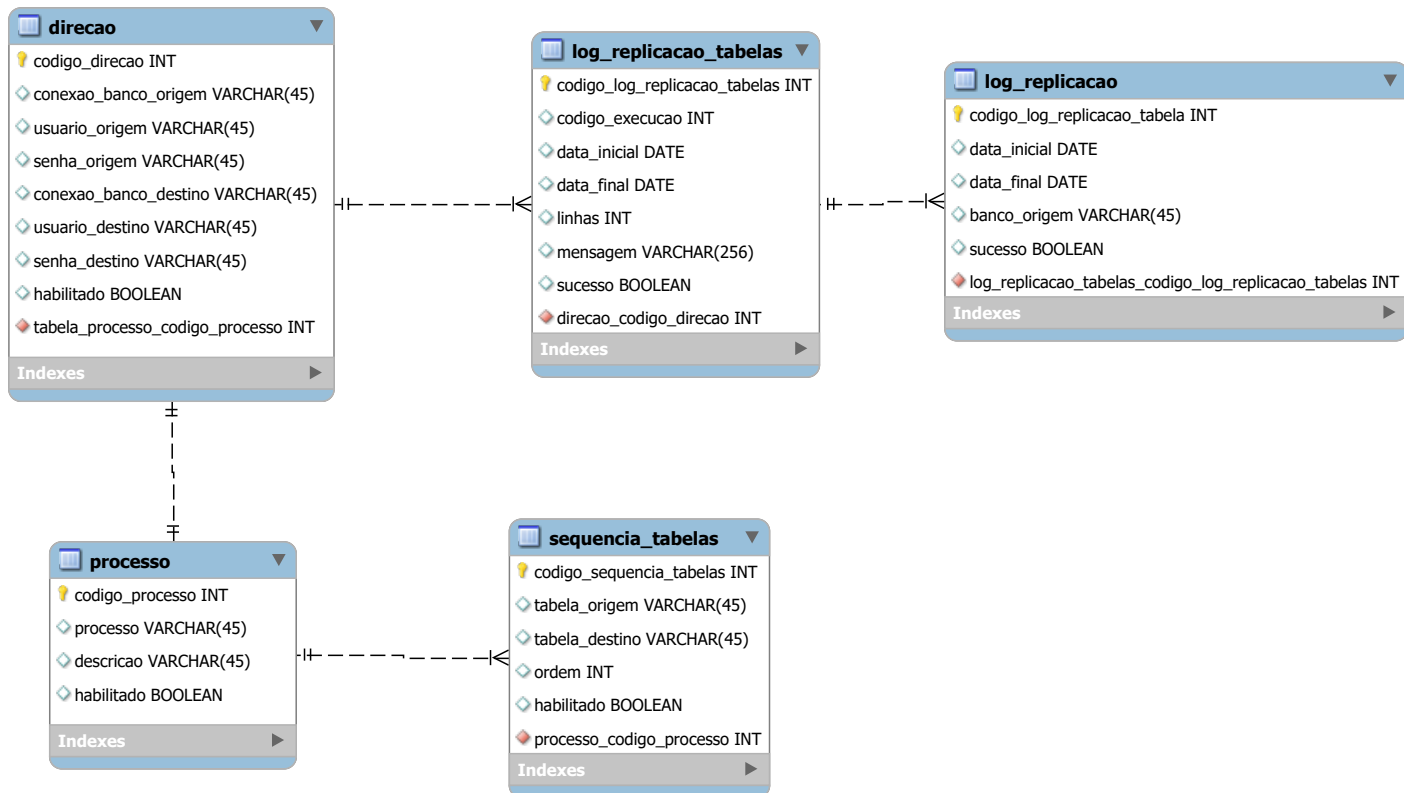 direcao
codigo_direcao INT
conexao_banco_origem VARCHAR(45)
usuario_origem VARCHAR(45)
senha_origem VARCHAR(45)
conexao_banco_destino VARCHAR(45)
usuario_destino VARCHAR(45)
senha_destino VARCHAR(45)
habilitado BOOLEAN
tabela_processo_codigo_processo INT
Indexes
log_replicacao_tabelas
codigo_log_replicacao_tabelas INT
codigo_execucao INT
data_inicial DATE
data_final DATE
linhas INT
mensagem VARCHAR(256)
sucesso BOOLEAN
direcao_codigo_direcao INT
Indexes
log_replicacao
codigo_log_replicacao_tabela INT
data_inicial DATE
data_final DATE
banco_origem VARCHAR(45)
sucesso BOOLEAN
log_replicacao_tabelas_codigo_log_replicacao_tabelas INT
Indexes
processo
codigo_processo INT
processo VARCHAR(45)
descricao VARCHAR(45)
habilitado BOOLEAN
Indexes
sequencia_tabelas
codigo_sequencia_tabelas INT
tabela_origem VARCHAR(45)
tabela_destino VARCHAR(45)
ordem INT
habilitado BOOLEAN
processo_codigo_processo INT
Indexes